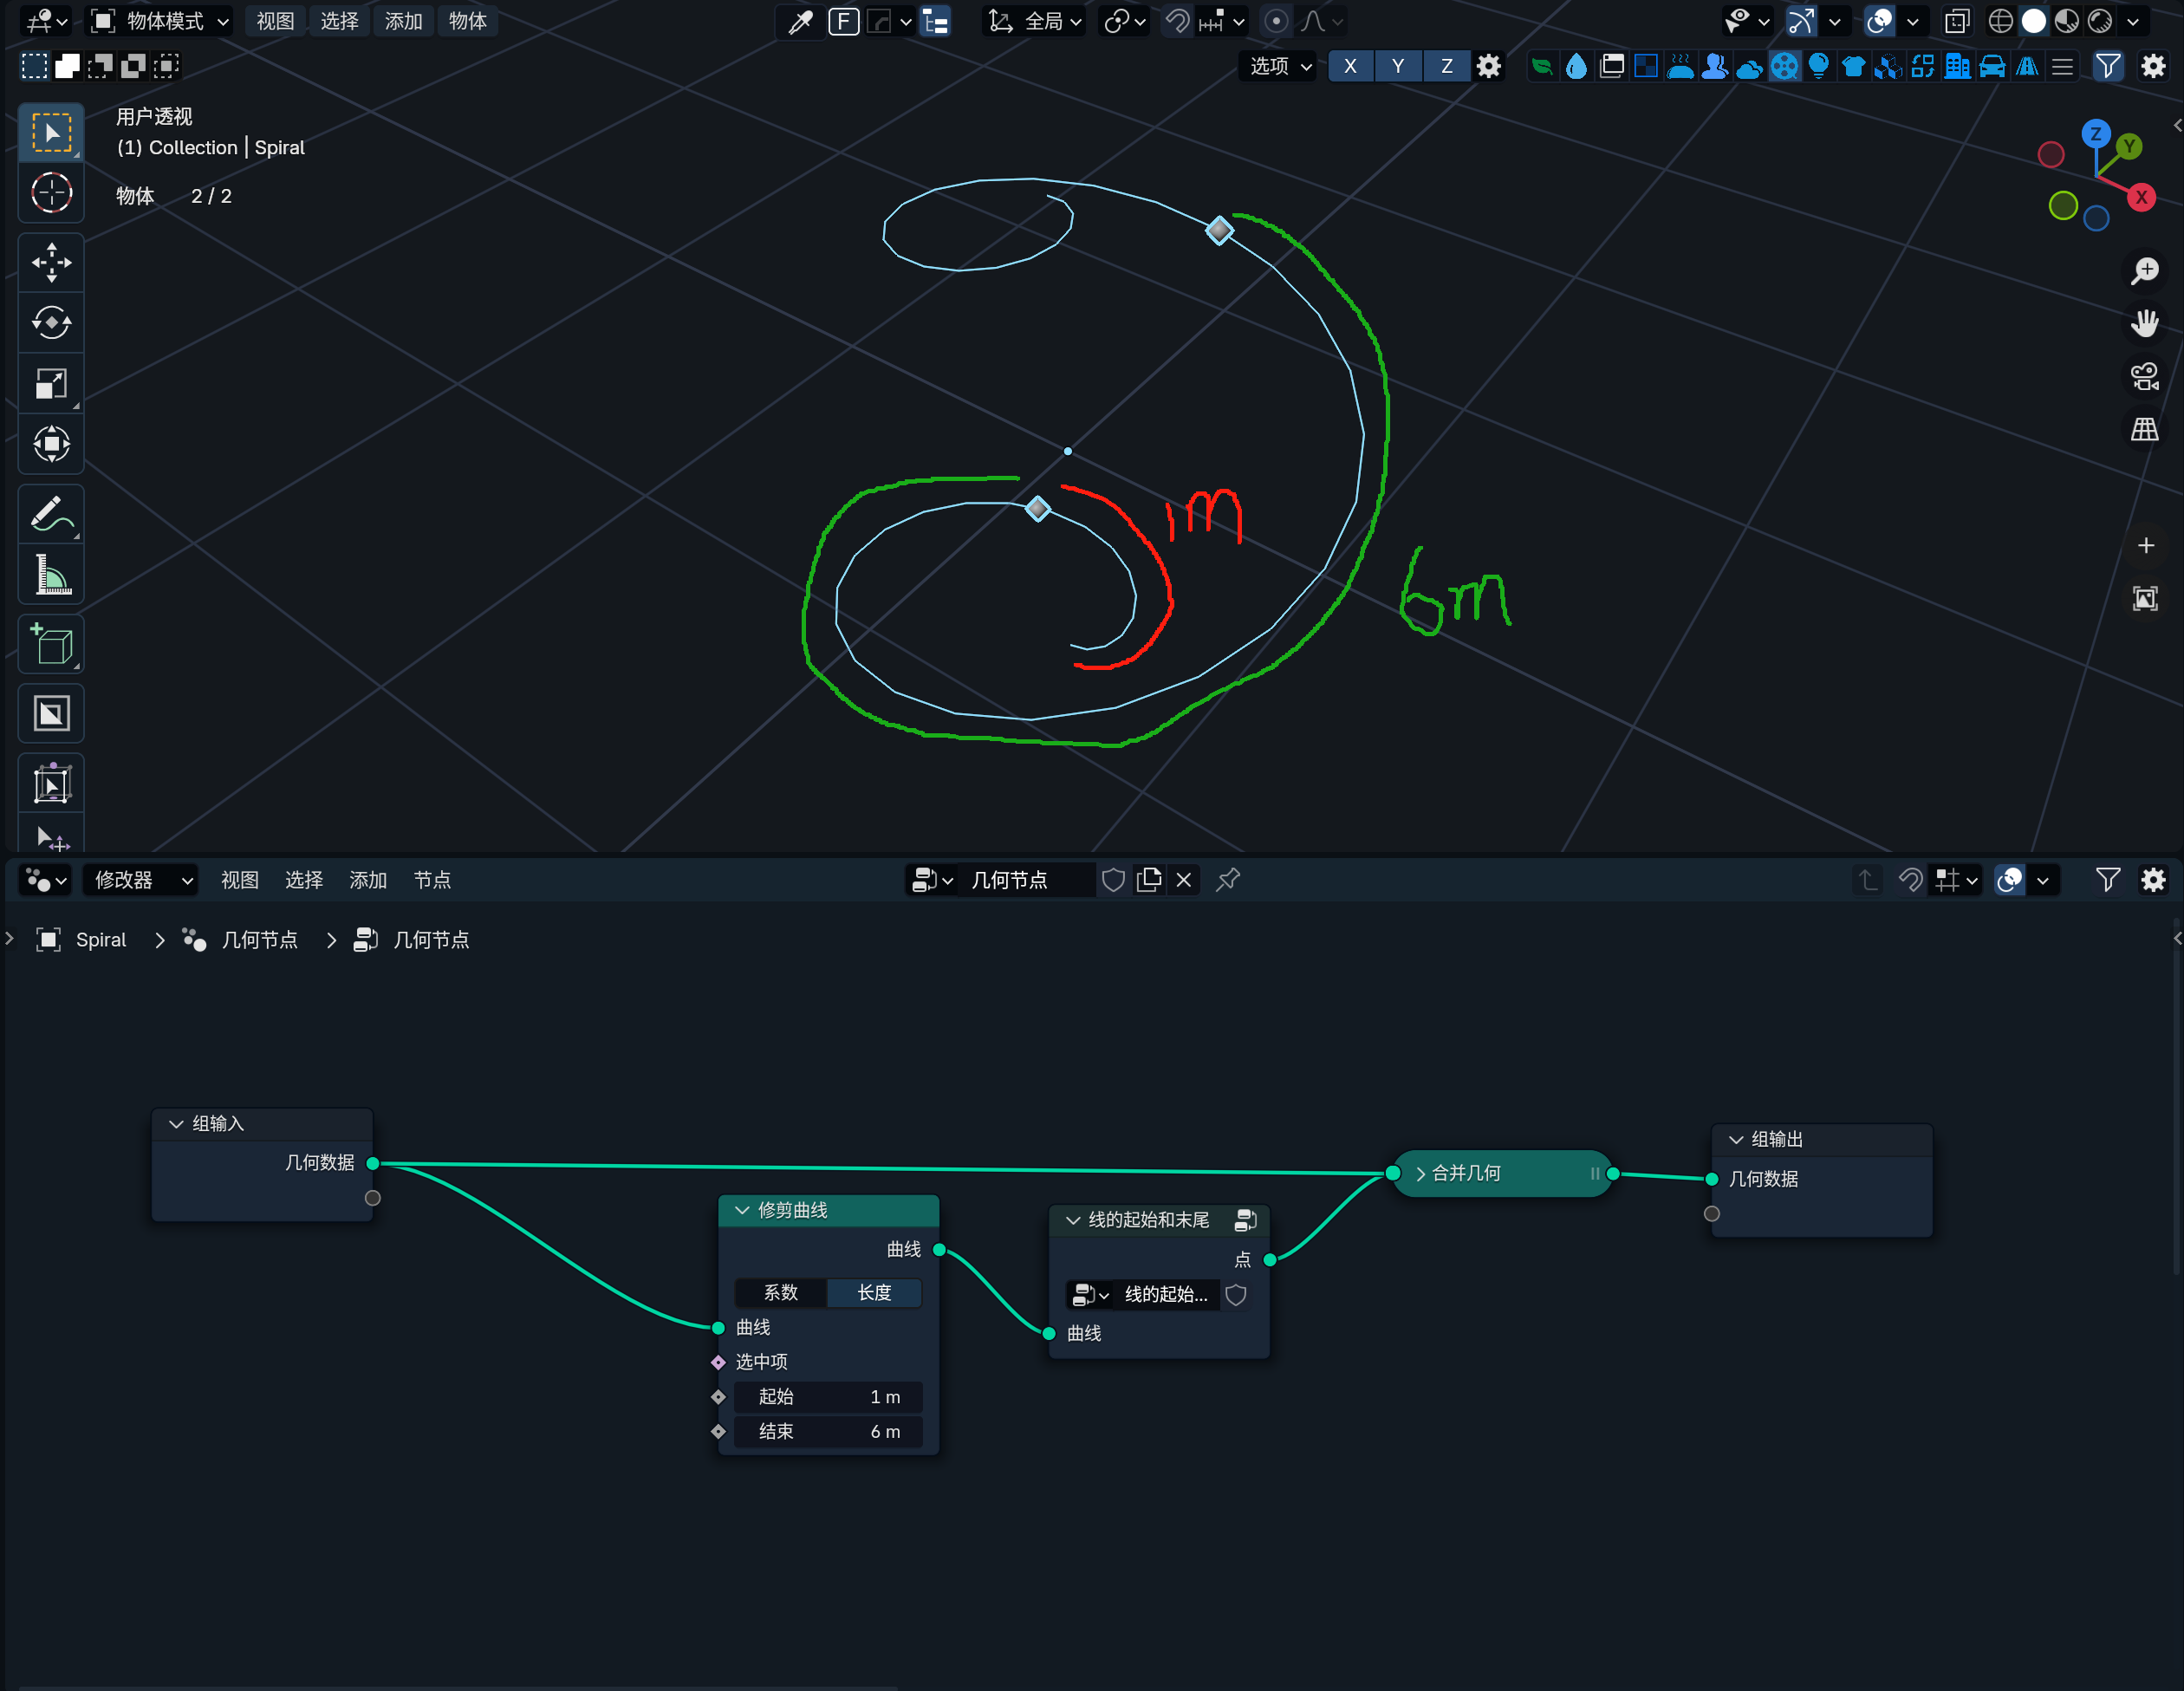 物体模式 视图 选择 添加 物体 F 全局
选项 X Y Z
用户透视
(1) Collection | Spiral
物体 2 / 2
Z
Y
X
1m
6m
修改器 视图 选择 添加 节点 几何节点
Spiral 几何节点 几何节点
组输入
几何数据
修剪曲线
曲线
系数 长度
曲线
选中项
起始 1 m
结束 6 m
线的起始和末尾
点
线的起始...
曲线
合并几何
组输出
几何数据